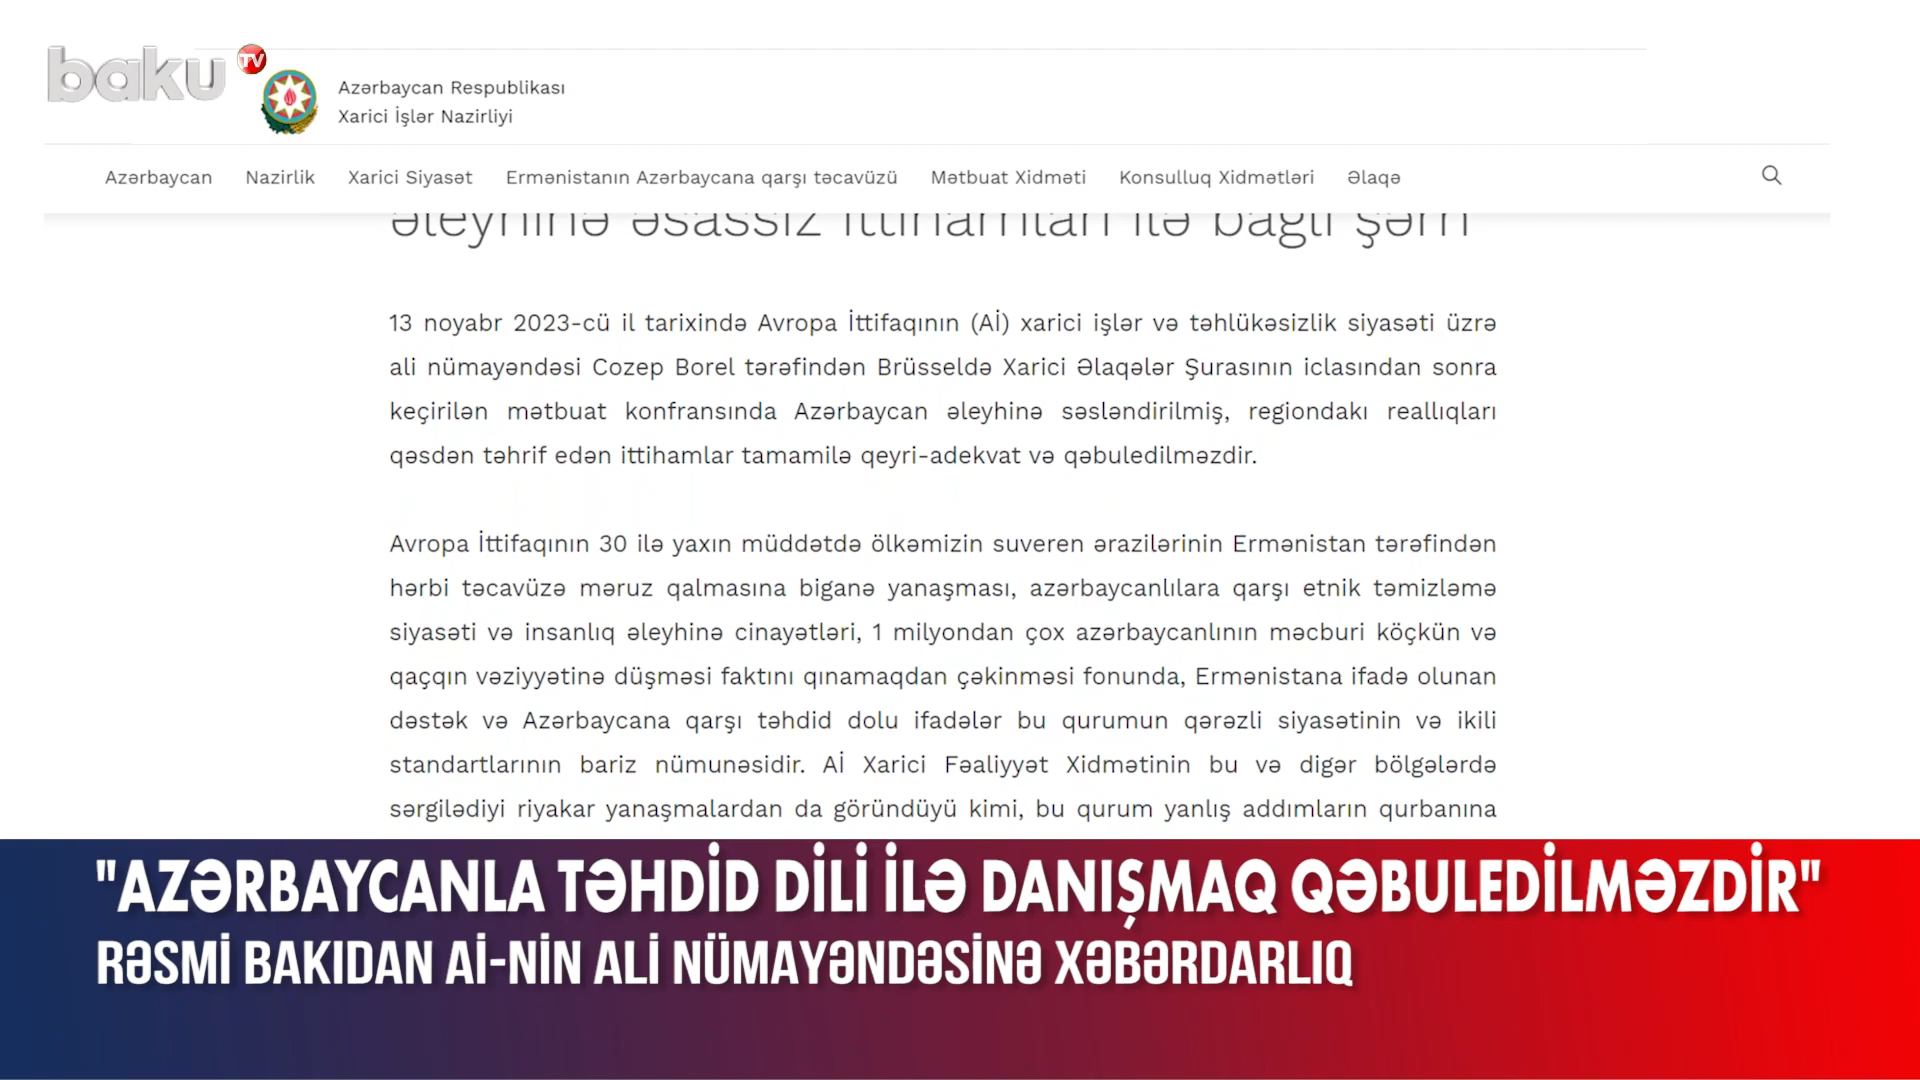 baku TV
Azərbaycan Respublikası
Xarici İşlər Nazirliyi
Azərbaycan Nazirlik Xarici Siyasət Ermənistanın Azərbaycana qarşı təcavüzü Mətbuat Xidməti Konsulluq Xidmətləri Əlaqə
əleyhinə əsassız ittihamları ilə bağlı şərh
13 noyabr 2023-cü il tarixində Avropa İttifaqının (Aİ) xarici işlər və təhlükəsizlik siyasəti üzrə
ali nümayəndəsi Cozep Borel tərəfindən Brüsseldə Xarici Əlaqələr Şurasının iclasından sonra
keçirilən mətbuat konfransında Azərbaycan əleyhinə səsləndirilmiş, regiondakı reallıqları
qəsdən təhrif edən ittihamlar tamamilə qeyri-adekvat və qəbuledilməzdir.
Avropa İttifaqının 30 ilə yaxın müddətdə ölkəmizin suveren ərazilərinin Ermənistan tərəfindən
hərbi təcavüzə məruz qalmasına biganə yanaşması, azərbaycanlılara qarşı etnik təmizləmə
siyasəti və insanlıq əleyhinə cinayətləri, 1 milyondan çox azərbaycanlının məcburi köçkün və
qaçqın vəziyyətinə düşməsi faktını qınamaqdan çəkinməsi fonunda, Ermənistana ifadə olunan
dəstək və Azərbaycana qarşı təhdid dolu ifadələr bu qurumun qərəzli siyasətinin və ikili
standartlarının bariz nümunəsidir. Aİ Xarici Fəaliyyət Xidmətinin bu və digər bölgələrdə
sərgilədiyi riyakar yanaşmalardan da göründüyü kimi, bu qurum yanlış addımların qurbanına
"AZƏRBAYCANLA TƏHDİD DİLİ İLƏ DANIŞMAQ QƏBULEDİLMƏZDİR"
RƏSMİ BAKIDAN Aİ-NİN ALİ NÜMAYƏNDƏSİNƏ XƏBƏRDARLIQ